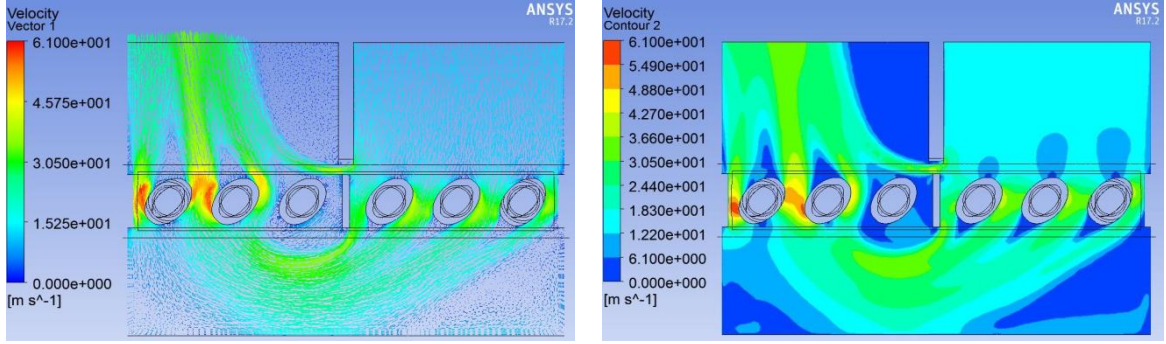 Velocity
Vector 1
6.100e+001
4.575e+001
3.050e+001
1.525e+001
0.000e+000
[m s^-1]
ANSYS
R17.2
Velocity
Contour 2
6.100e+001
5.490e+001
4.880e+001
4.270e+001
3.660e+001
3.050e+001
2.440e+001
1.830e+001
1.220e+001
6.100e+000
0.000e+000
[m s^-1]
ANSYS
R17.2